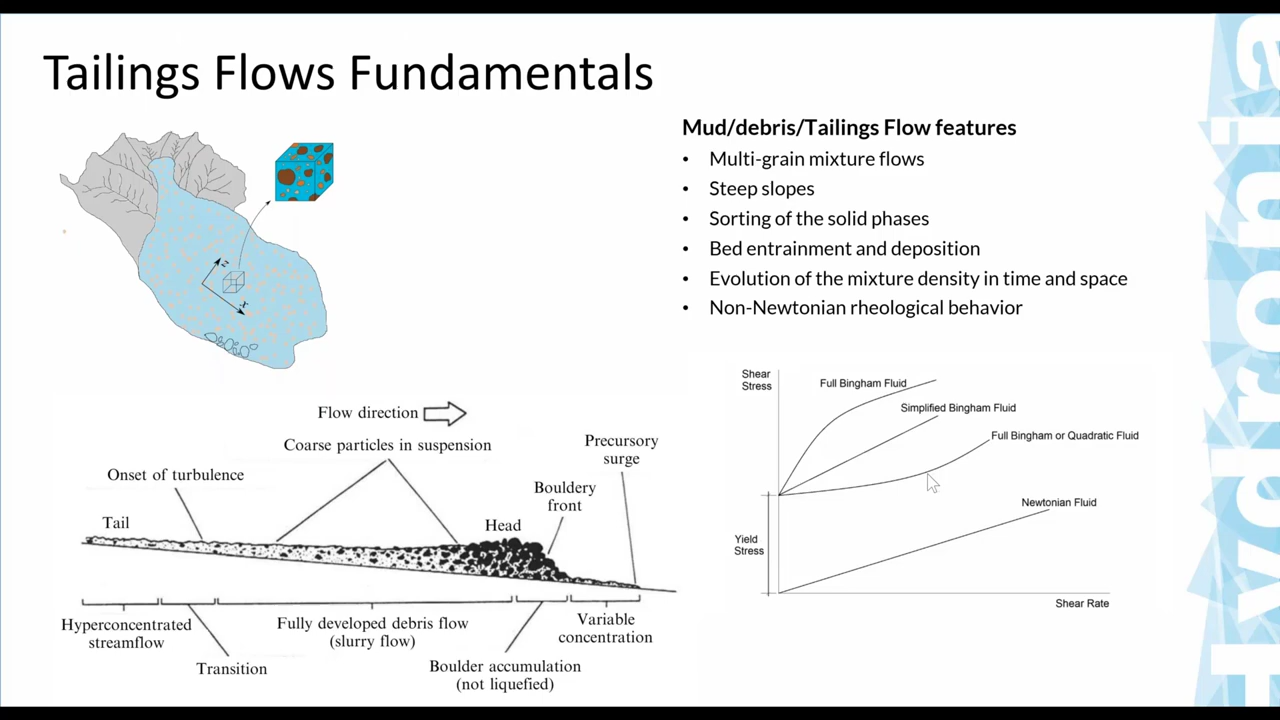 Tailings Flows Fundamentals
Mud/debris/Tailings Flow features
• Multi-grain mixture flows
• Steep slopes
• Sorting of the solid phases
• Bed entrainment and deposition
• Evolution of the mixture density in time and space
• Non-Newtonian rheological behavior
z
x
Flow direction
Coarse particles in suspension
Precursory
surge
Onset of turbulence
Bouldery
front
Tail
Head
Hyperconcentrated
streamflow
Transition
Fully developed debris flow
(slurry flow)
Boulder accumulation
(not liquefied)
Variable
concentration
Shear
Stress
Full Bingham Fluid
Simplified Bingham Fluid
Full Bingham or Quadratic Fluid
Newtonian Fluid
Yield
Stress
Shear Rate
Hydronia